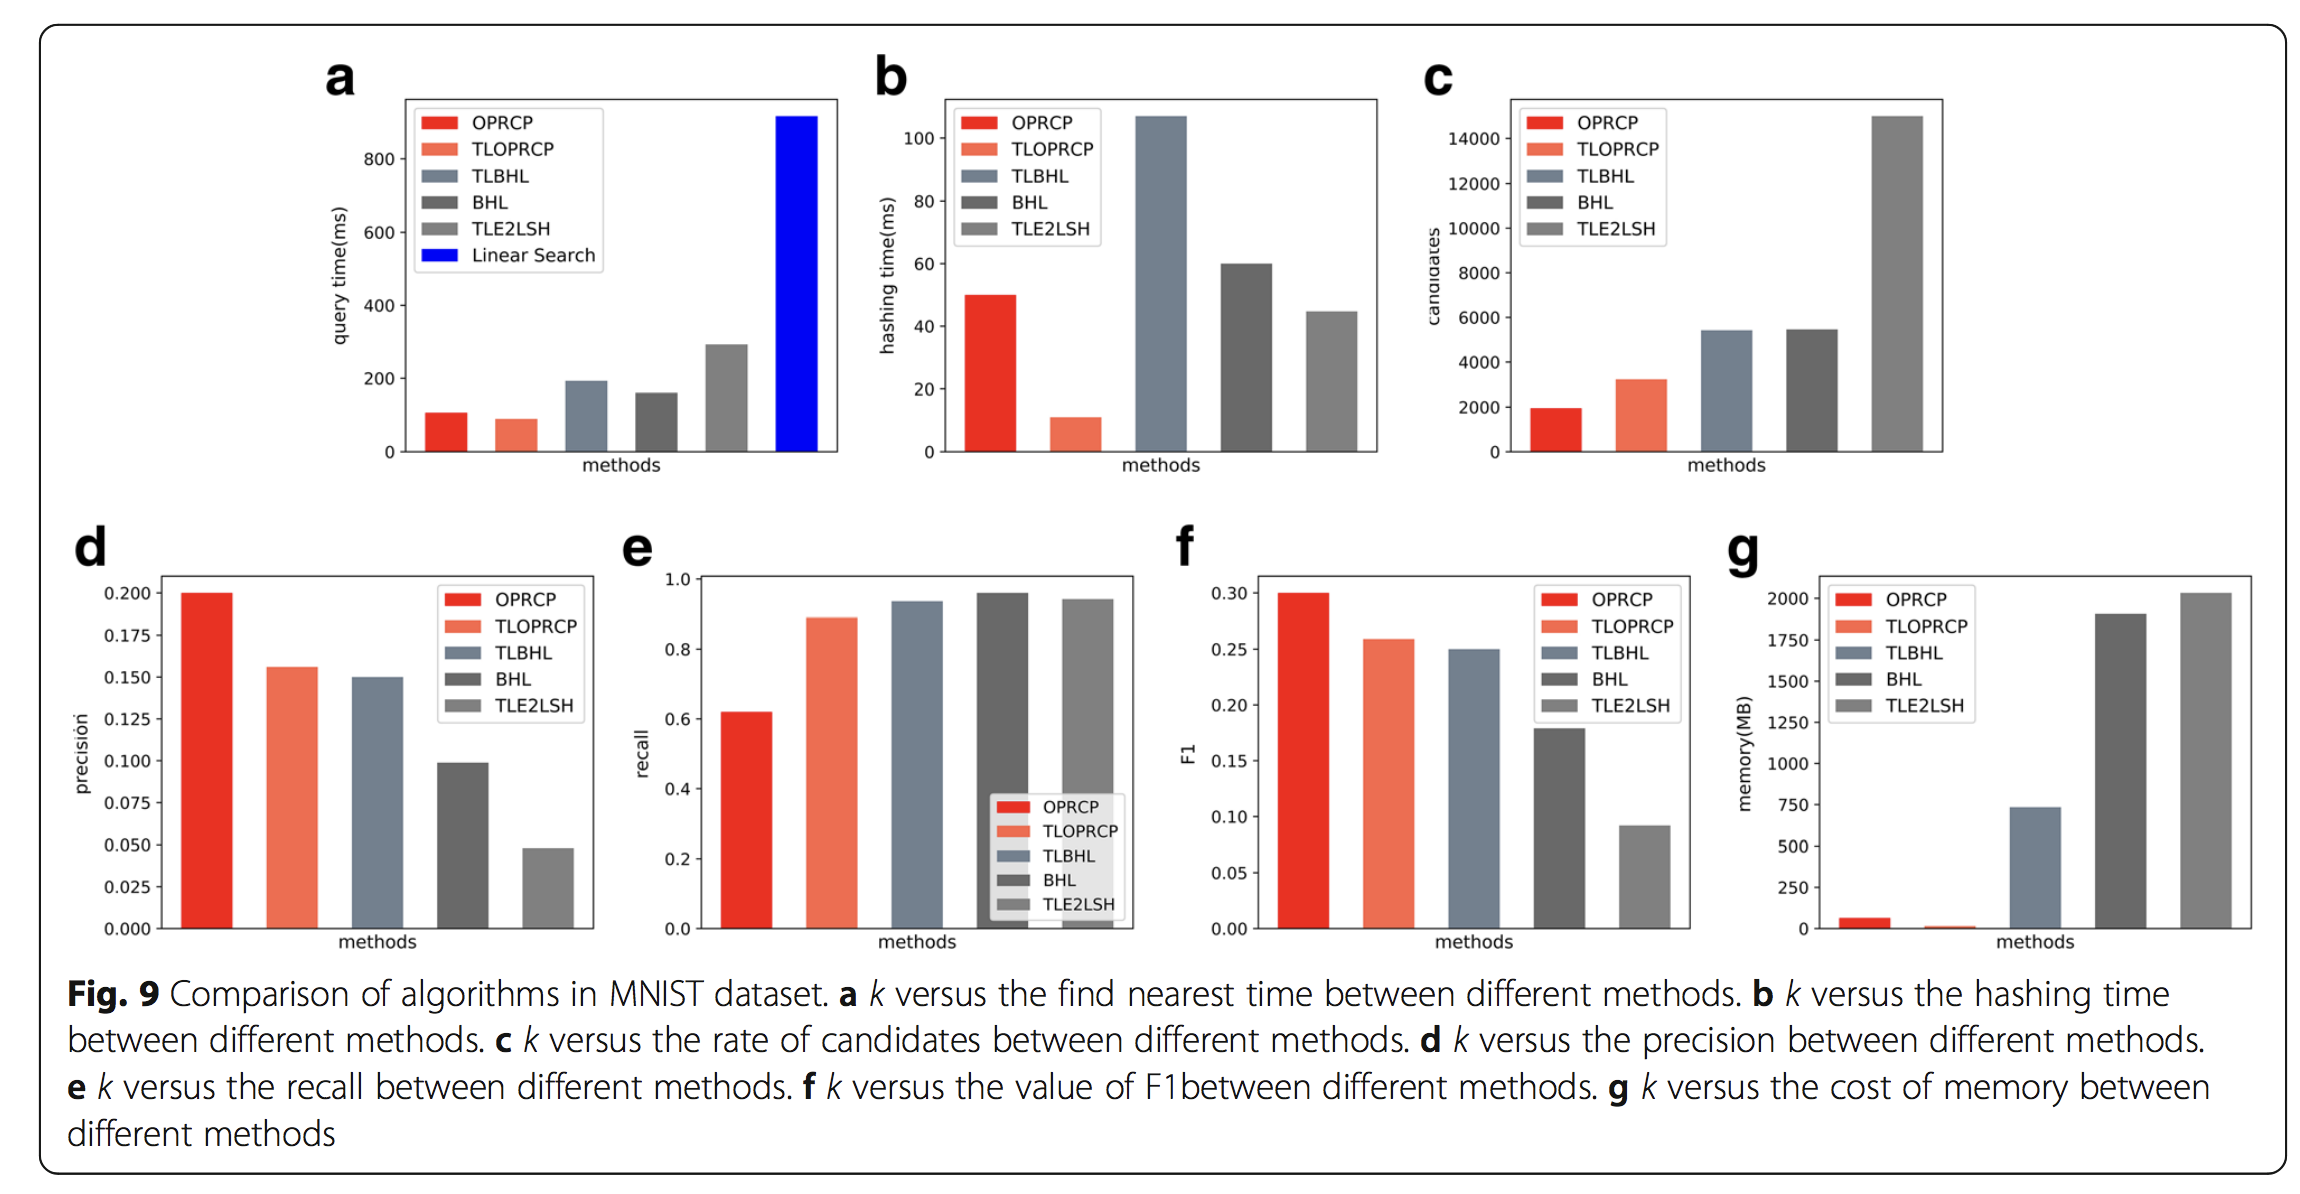 a
800
600
400
200
0
query time(ms)
OPRCP
TLOPRCP
TLBHL
BHL
TLE2LSH
Linear Search
methods
b
100
80
60
40
20
0
hashing time(ms)
OPRCP
TLOPRCP
TLBHL
BHL
TLE2LSH
methods
c
14000
12000
10000
8000
6000
4000
2000
0
candidates
OPRCP
TLOPRCP
TLBHL
BHL
TLE2LSH
methods
d
0.200
0.175
0.150
0.125
0.100
0.075
0.050
0.025
0.000
precision
OPRCP
TLOPRCP
TLBHL
BHL
TLE2LSH
methods
e
1.0
0.8
0.6
0.4
0.2
0.0
recall
OPRCP
TLOPRCP
TLBHL
BHL
TLE2LSH
methods
f
0.30
0.25
0.20
0.15
0.10
0.05
0.00
F1
OPRCP
TLOPRCP
TLBHL
BHL
TLE2LSH
methods
g
2000
1750
1500
1250
1000
750
500
250
0
memory(MB)
OPRCP
TLOPRCP
TLBHL
BHL
TLE2LSH
methods
Fig. 9 Comparison of algorithms in MNIST dataset. a k versus the find nearest time between different methods. b k versus the hashing time
between different methods. c k versus the rate of candidates between different methods. d k versus the precision between different methods.
e k versus the recall between different methods. f k versus the value of F1between different methods. g k versus the cost of memory between
different methods